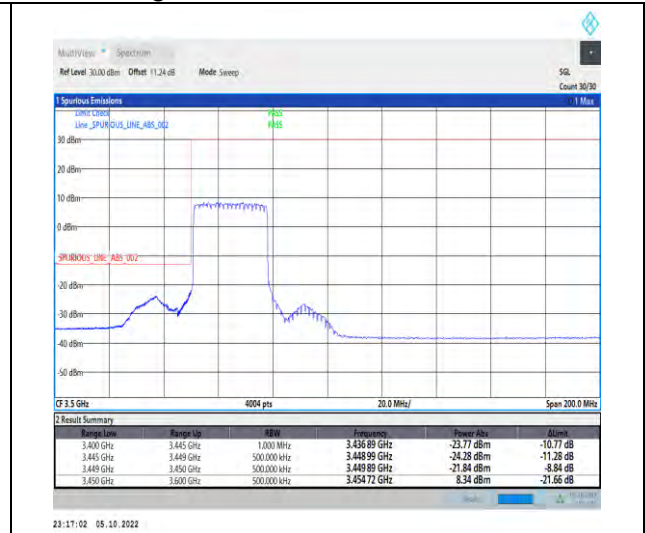 MultiView Spectrum
Ref Level 30.00 dBm Offset 11.24 dB Mode Sweep SGL
Count 30/30
1 Spurious Emissions 1 Max
Limit Check PASS
Line _SPURIOUS_LINE_ABS_002 PASS
30 dBm
20 dBm
10 dBm
0 dBm
_SPURIOUS_LINE_ABS_002
-20 dBm
-30 dBm
-40 dBm
-50 dBm
CF 3.5 GHz 4004 pts 20.0 MHz/ Span 200.0 MHz
2 Result Summary
Range Low Range Up RBW Frequency Power Abs ΔLimit
3.400 GHz 3.445 GHz 1.000 MHz 3.436 89 GHz -23.77 dBm -10.77 dB
3.445 GHz 3.449 GHz 500.000 kHz 3.448 99 GHz -24.28 dBm -11.28 dB
3.449 GHz 3.450 GHz 500.000 kHz 3.449 89 GHz -21.84 dBm -8.84 dB
3.450 GHz 3.600 GHz 500.000 kHz 3.454 72 GHz 8.34 dBm -21.66 dB
23:17:02 05.10.2022